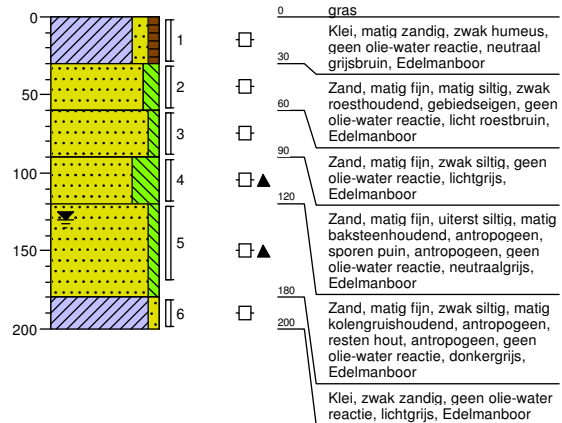 0
50
100
150
200
1
2
3
4
5
6
0
gras
Klei, matig zandig, zwak humeus,
geen olie-water reactie, neutraal
grijsbruin, Edelmanboor
30
Zand, matig fijn, matig siltig, zwak
roesthoudend, gebiedseigen, geen
olie-water reactie, licht roestbruin,
Edelmanboor
60
Zand, matig fijn, zwak siltig, geen
olie-water reactie, lichtgrijs,
Edelmanboor
90
Zand, matig fijn, uiterst siltig, matig
baksteenhoudend, antropogeen,
sporen puin, antropogeen, geen
olie-water reactie, neutraalgrijs,
Edelmanboor
120
Zand, matig fijn, zwak siltig, matig
kolengruishoudend, antropogeen,
resten hout, antropogeen, geen
olie-water reactie, donkergrijs,
Edelmanboor
180
Klei, zwak zandig, geen olie-water
reactie, lichtgrijs, Edelmanboor
200